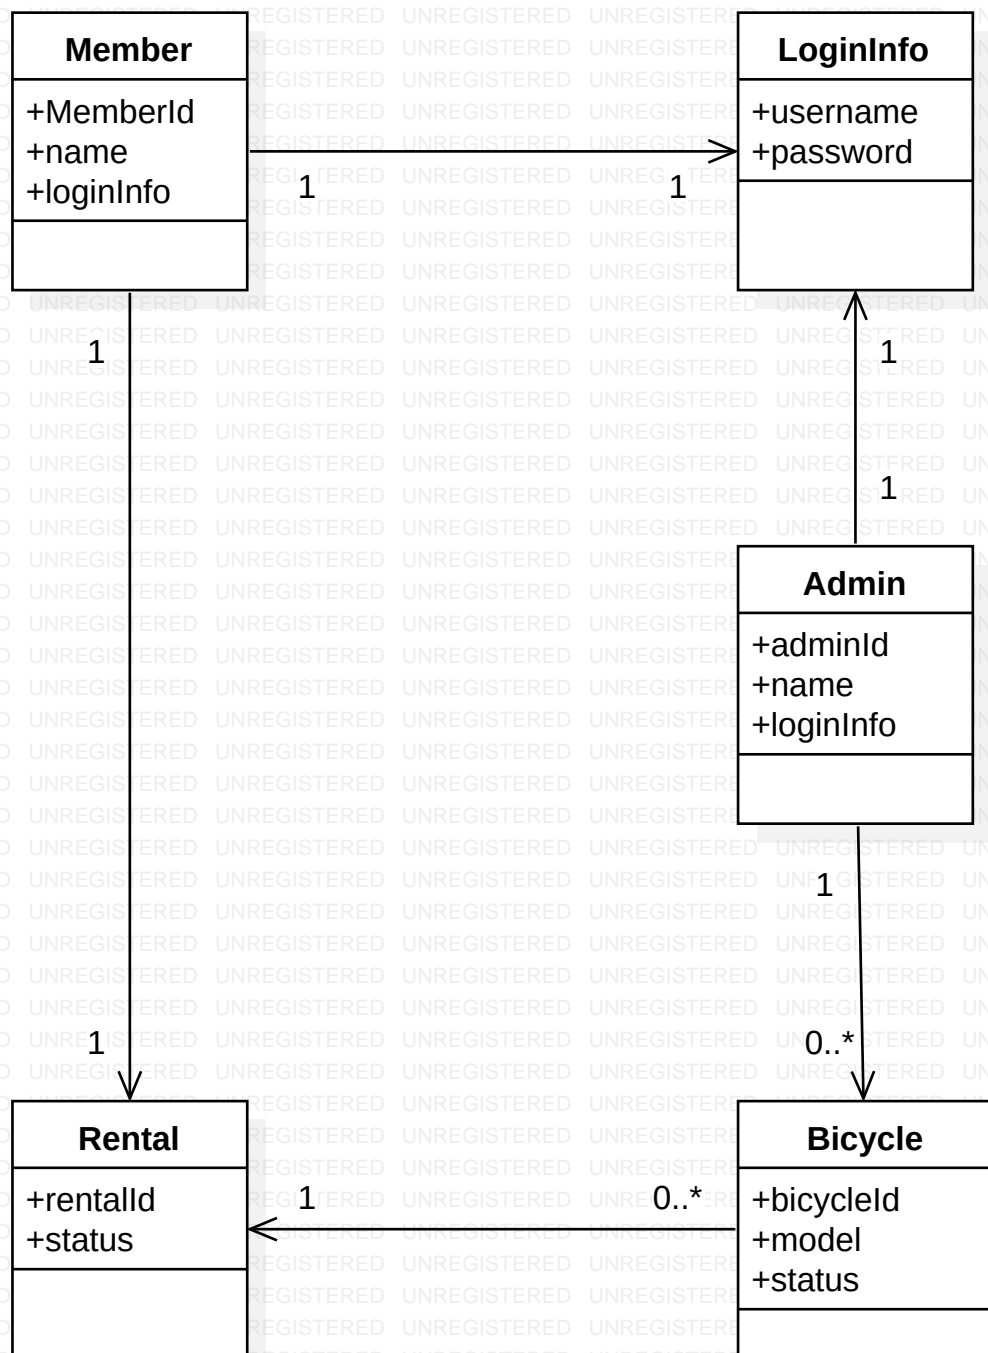 Member
+MemberId
+name
+loginInfo
LoginInfo
+username
+password
1
1
1
1
1
Admin
+adminId
+name
+loginInfo
1
1
0..*
Rental
+rentalId
+status
1
0..*
Bicycle
+bicycleId
+model
+status
UNREGISTERED